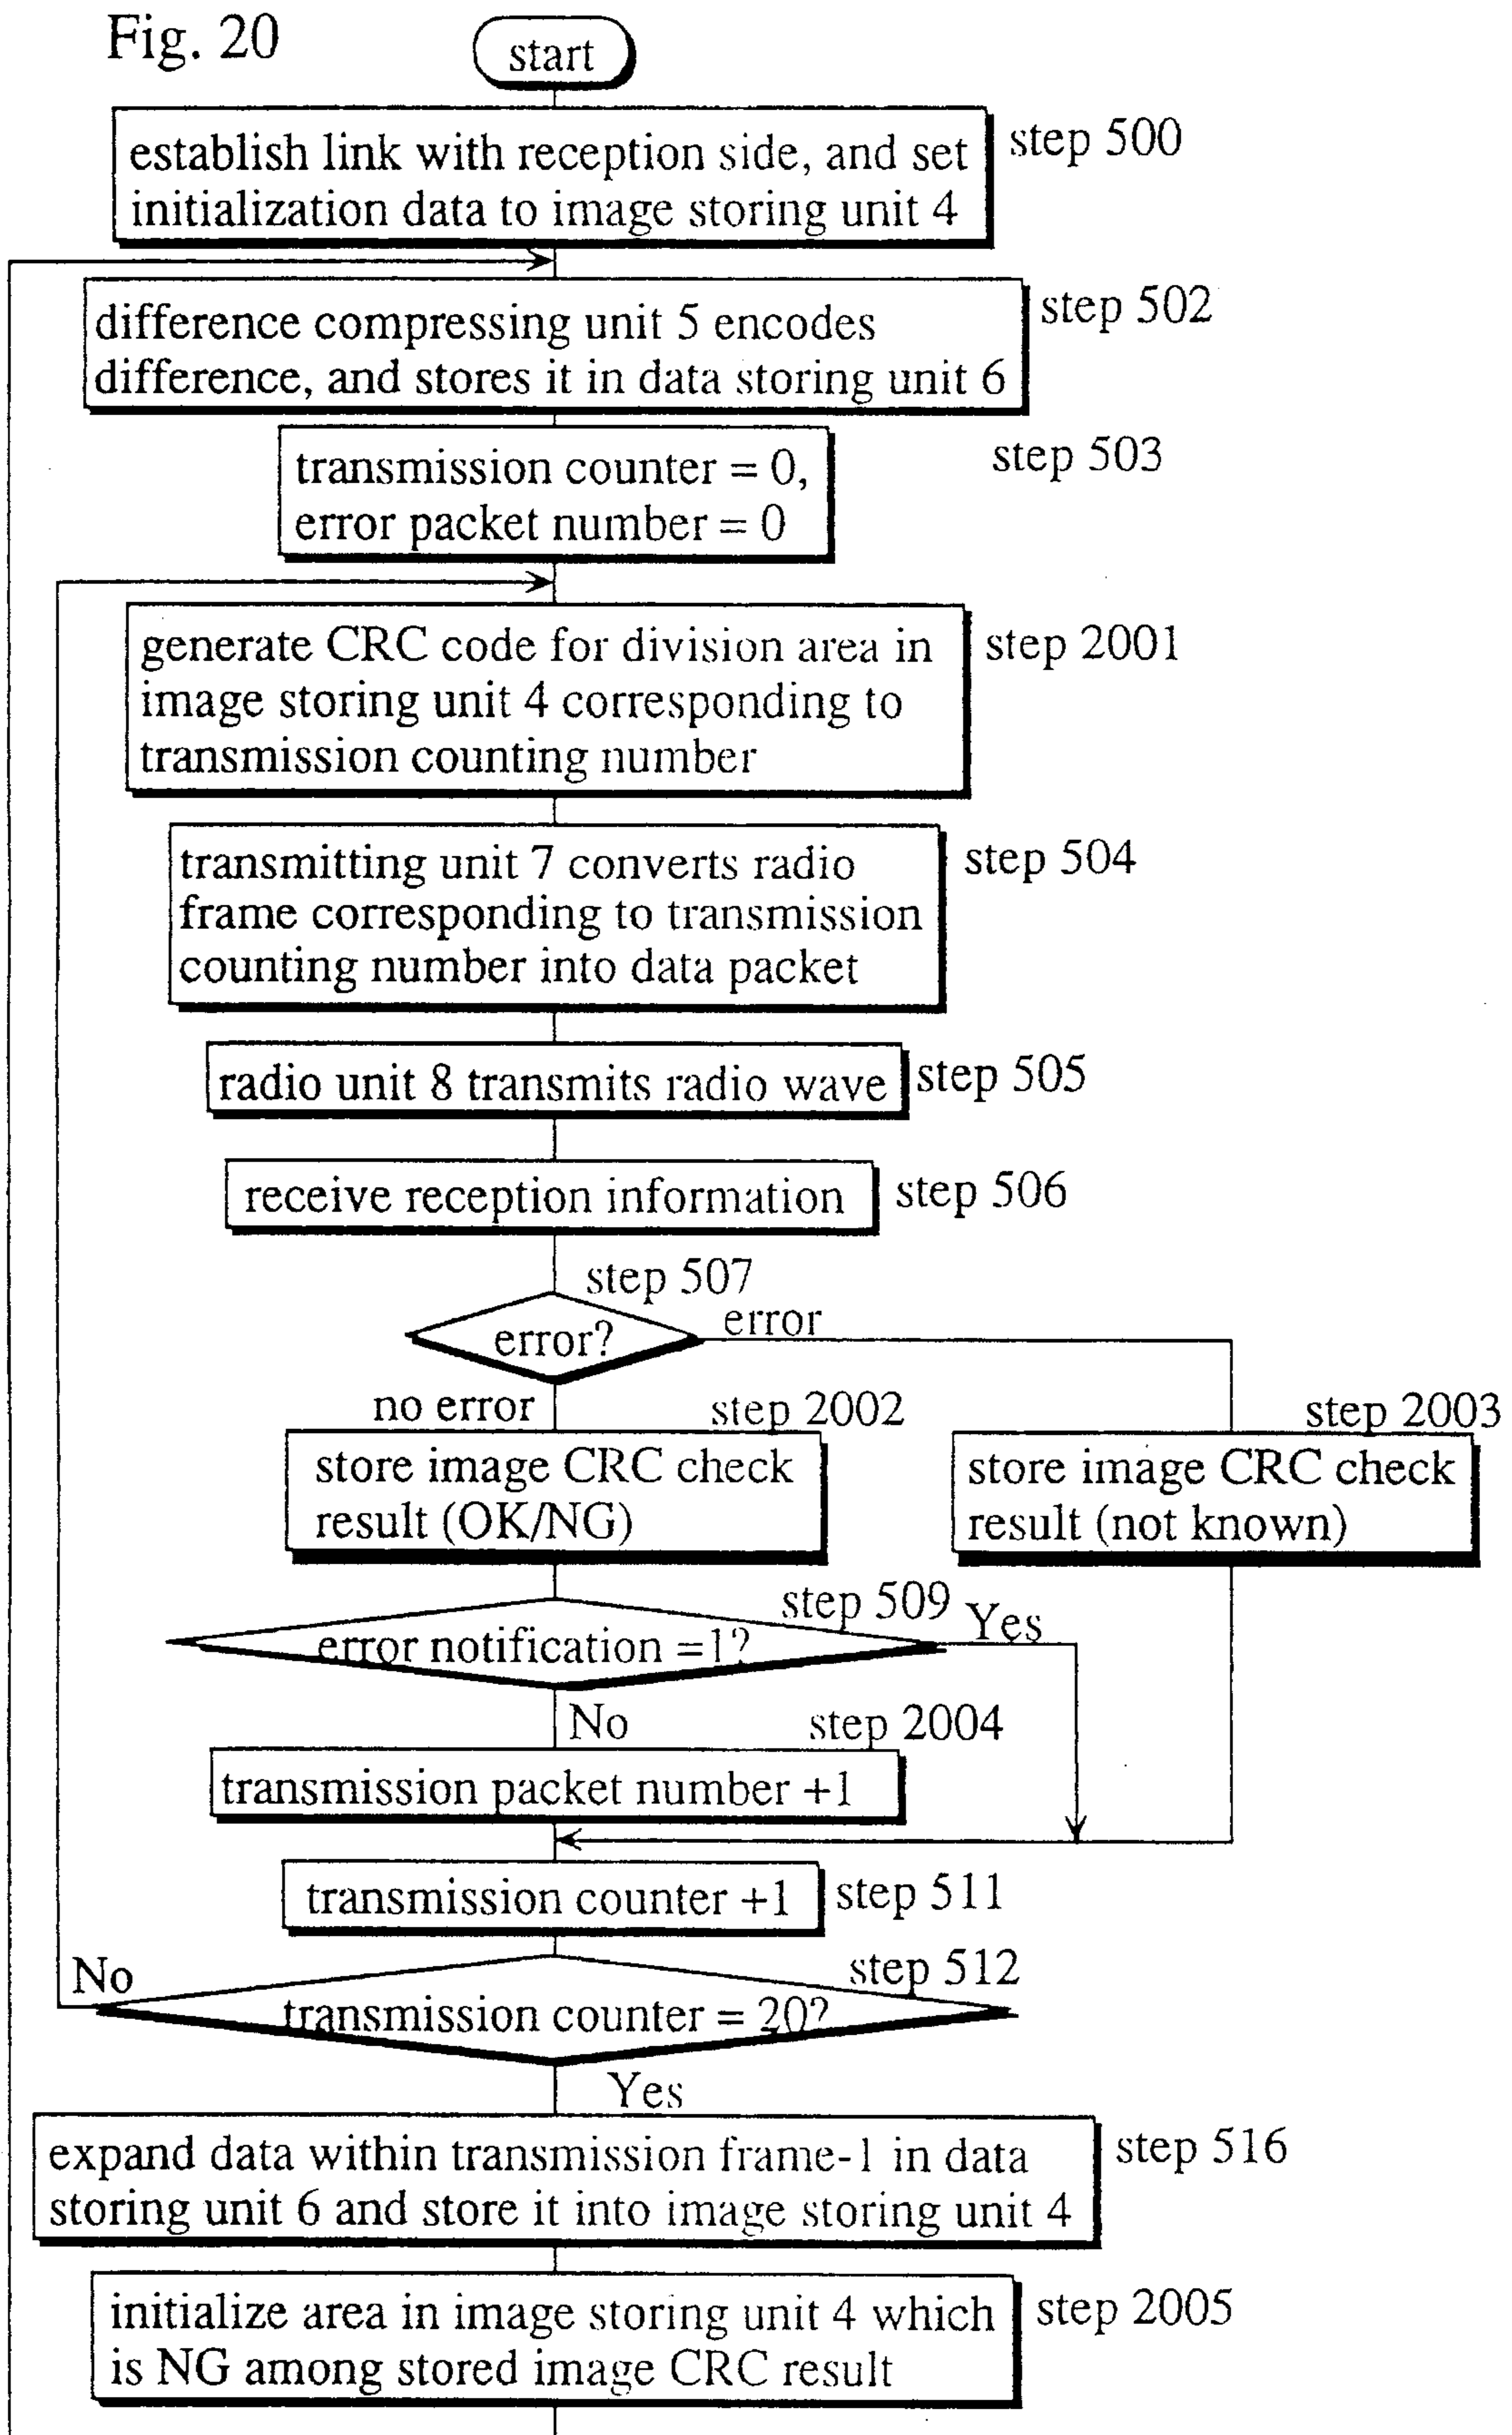 Fig. 20
start
establish link with reception side, and set
initialization data to image storing unit 4
step 500
difference compressing unit 5 encodes
difference, and stores it in data storing unit 6
step 502
transmission counter = 0,
error packet number = 0
step 503
generate CRC code for division area in
image storing unit 4 corresponding to
transmission counting number
step 2001
transmitting unit 7 converts radio
frame corresponding to transmission
counting number into data packet
step 504
radio unit 8 transmits radio wave
step 505
receive reception information
step 506
step 507
error?
error
no error
step 2002
store image CRC check
result (OK/NG)
step 2003
store image CRC check
result (not known)
step 509
error notification =1?
Yes
No
step 2004
transmission packet number +1
transmission counter +1
step 511
step 512
No
transmission counter = 20?
Yes
expand data within transmission frame-1 in data
storing unit 6 and store it into image storing unit 4
step 516
initialize area in image storing unit 4 which
is NG among stored image CRC result
step 2005